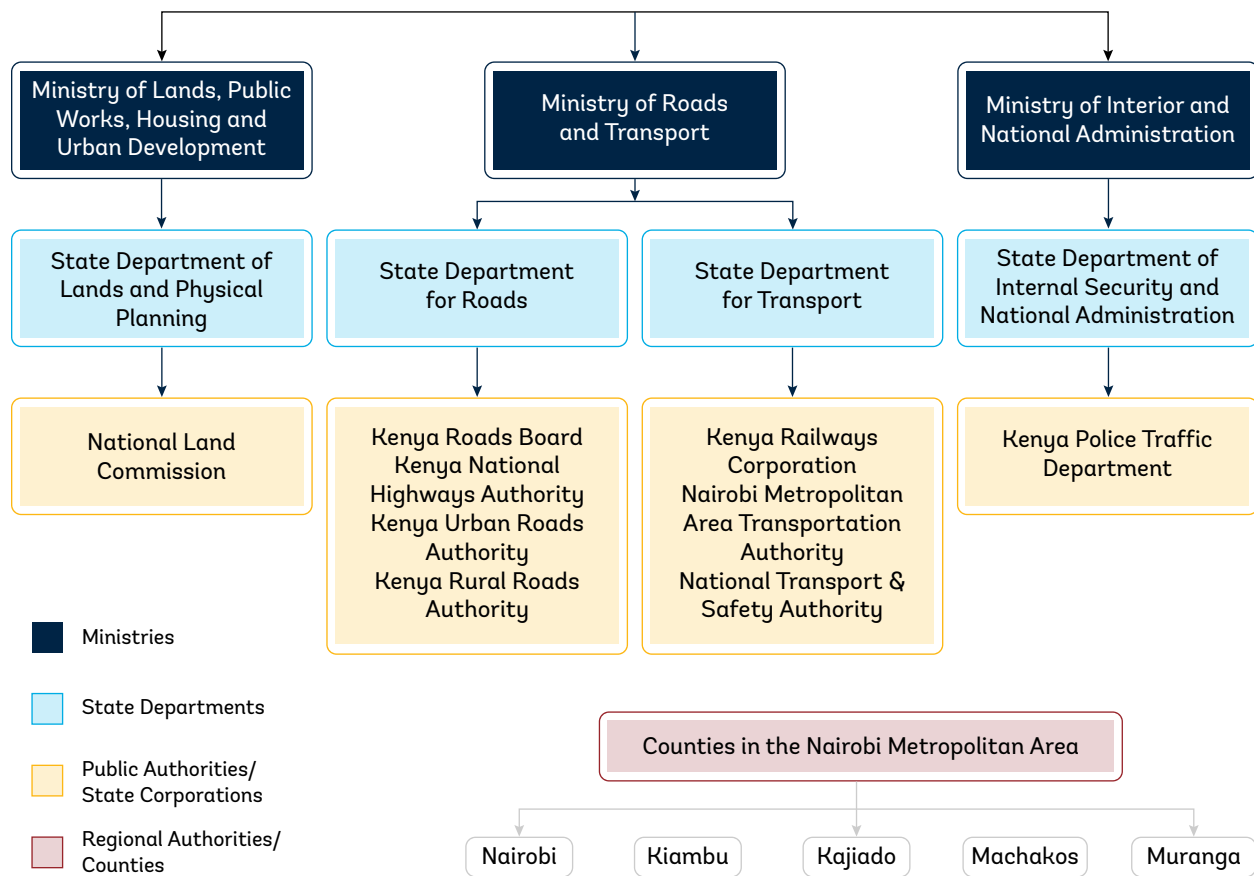 Ministry of Lands, Public
Works, Housing and
Urban Development
Ministry of Roads
and Transport
Ministry of Interior and
National Administration
State Department of
Lands and Physical
Planning
State Department
for Roads
State Department
for Transport
State Department of
Internal Security and
National Administration
National Land
Commission
Kenya Roads Board
Kenya National
Highways Authority
Kenya Urban Roads
Authority
Kenya Rural Roads
Authority
Kenya Railways
Corporation
Nairobi Metropolitan
Area Transportation
Authority
National Transport &
Safety Authority
Kenya Police Traffic
Department
Ministries
State Departments
Public Authorities/
State Corporations
Regional Authorities/
Counties
Counties in the Nairobi Metropolitan Area
Nairobi
Kiambu
Kajiado
Machakos
Muranga